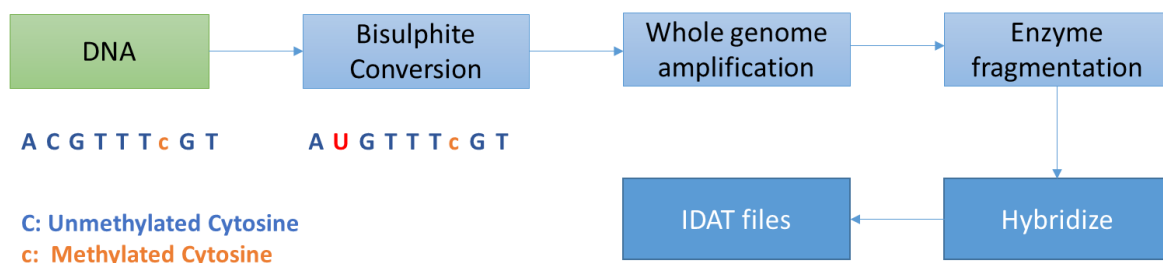 DNA
Bisulphite
Conversion
Whole genome
amplification
Enzyme
fragmentation
A C G T T T c G T
A U G T T T c G T
IDAT files
Hybridize
C: Unmethylated Cytosine
c: Methylated Cytosine